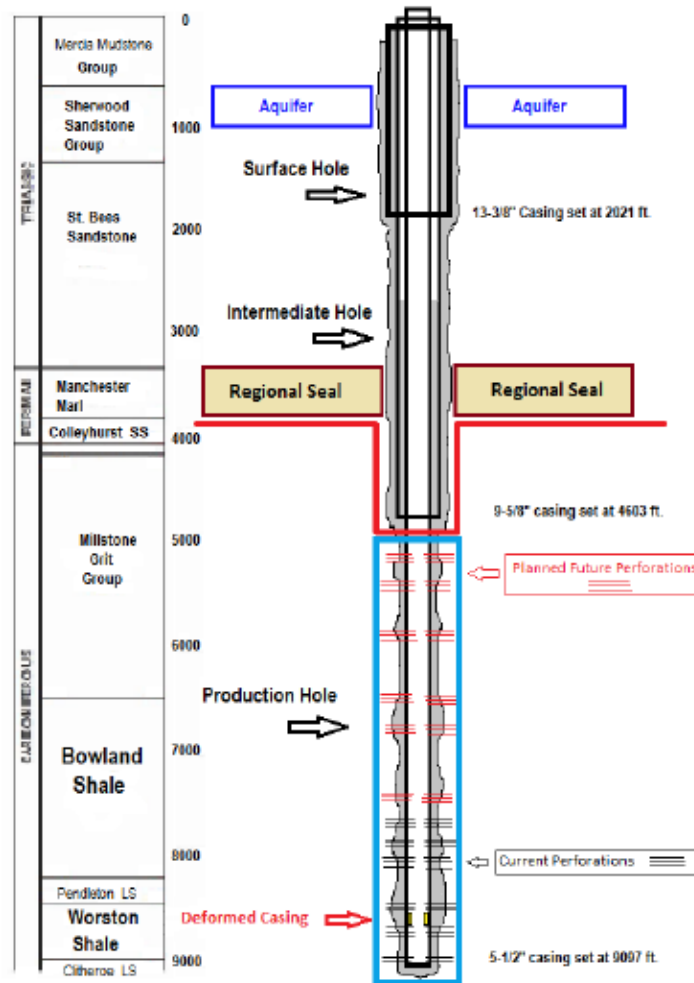 0
Mercia Mudstone
Group
Sherwood
Sandstone
Group
Aquifer
Aquifer
1000
Surface Hole
TRIASSIC
St. Bees
Sandstone
13-3/8" Casing set at 2021 ft.
2000
Intermediate Hole
3000
PERMIAN
Manchester
Marl
Regional Seal
Regional Seal
Colleyhurst SS
4000
9-5/8" casing set at 4603 ft.
5000
Millstone
Grit
Group
Planned Future Perforations
6000
CARBONIFEROUS
Production Hole
7000
Bowland
Shale
8000
Current Perforations
Pendleton LS
Worston
Shale
Deformed Casing
9000
5-1/2" casing set at 9097 ft.
Clitheroe LS